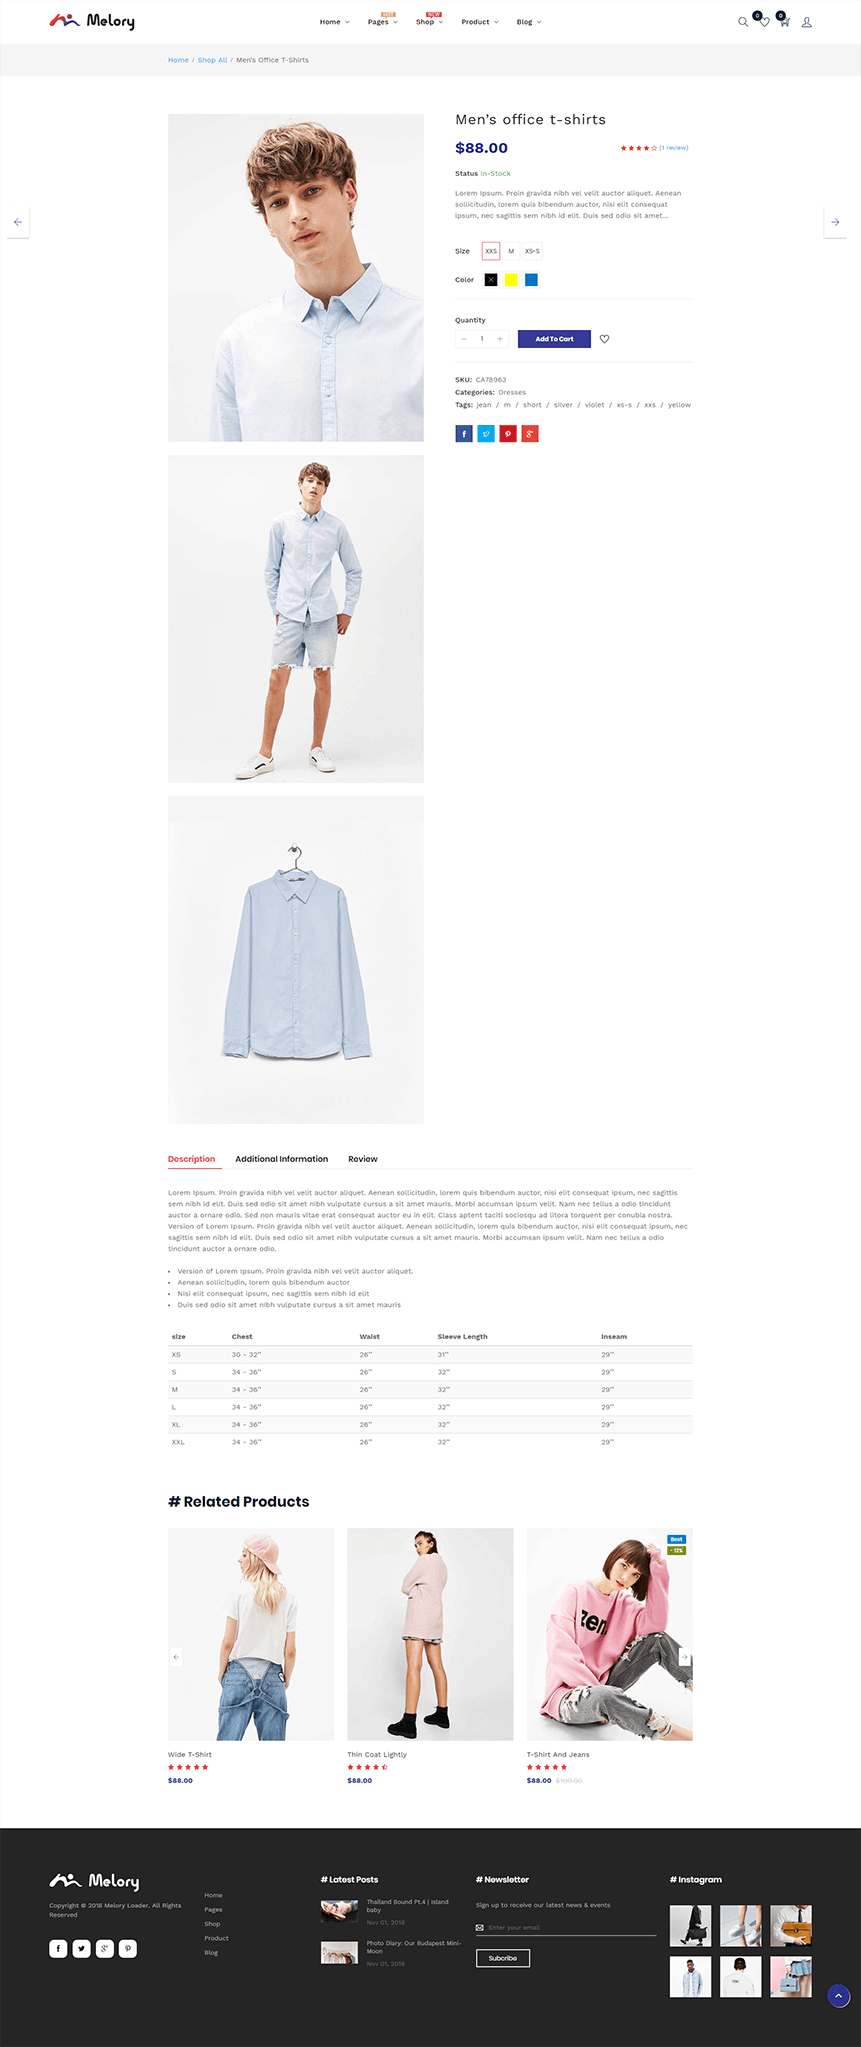 Melory
Home
HOT
Pages
NEW
Shop
Product
Blog
0
0
Home / Shop All / Men's Office T-Shirts
Men's office t-shirts
$88.00
(1 review)
Status In-Stock
Lorem Ipsum. Proin gravida nibh vel velit auctor aliquet. Aenean
sollicitudin, lorem quis bibendum auctor, nisi elit consequat
ipsum, nec sagittis sem nibh id elit. Duis sed odio sit amet...
Size XXS M XS-S
Color
Quantity
− 1 + Add To Cart
SKU: CA78963
Categories: Dresses
Tags: jean / m / short / silver / violet / xs-s / xxs / yellow
Description Additional Information Review
Lorem Ipsum. Proin gravida nibh vel velit auctor aliquet. Aenean sollicitudin, lorem quis bibendum auctor, nisi elit consequat ipsum, nec sagittis
sem nibh id elit. Duis sed odio sit amet nibh vulputate cursus a sit amet mauris. Morbi accumsan ipsum velit. Nam nec tellus a odio tincidunt
auctor a ornare odio. Sed non mauris vitae erat consequat auctor eu in elit. Class aptent taciti sociosqu ad litora torquent per conubia nostra.
Version of Lorem Ipsum. Proin gravida nibh vel velit auctor aliquet. Aenean sollicitudin, lorem quis bibendum auctor, nisi elit consequat ipsum, nec
sagittis sem nibh id elit. Duis sed odio sit amet nibh vulputate cursus a sit amet mauris. Morbi accumsan ipsum velit. Nam nec tellus a odio
tincidunt auctor a ornare odio.
• Version of Lorem Ipsum. Proin gravida nibh vel velit auctor aliquet.
• Aenean sollicitudin, lorem quis bibendum auctor
• Nisi elit consequat ipsum, nec sagittis sem nibh id elit
• Duis sed odio sit amet nibh vulputate cursus a sit amet mauris
size Chest Waist Sleeve Length Inseam
XS 30 - 32" 26" 31" 29"
S 34 - 36" 26" 32" 29"
M 34 - 36" 26" 32" 29"
L 34 - 36" 26" 32" 29"
XL 34 - 36" 26" 32" 29"
XXL 34 - 36" 26" 32" 29"
# Related Products
Best
- 12%
zen
Wide T-Shirt
$88.00
Thin Coat Lightly
$88.00
T-Shirt And Jeans
$88.00 $100.00
Melory
Copyright © 2018 Melory Loader. All Rights
Reserved
Home
Pages
Shop
Product
Blog
# Latest Posts
Thailand Bound Pt.4 | Island
baby
Nov 01, 2018
Photo Diary: Our Budapest Mini-
Moon
Nov 01, 2018
# Newsletter
Sign up to receive our latest news & events
Enter your email
Subcribe
# Instagram